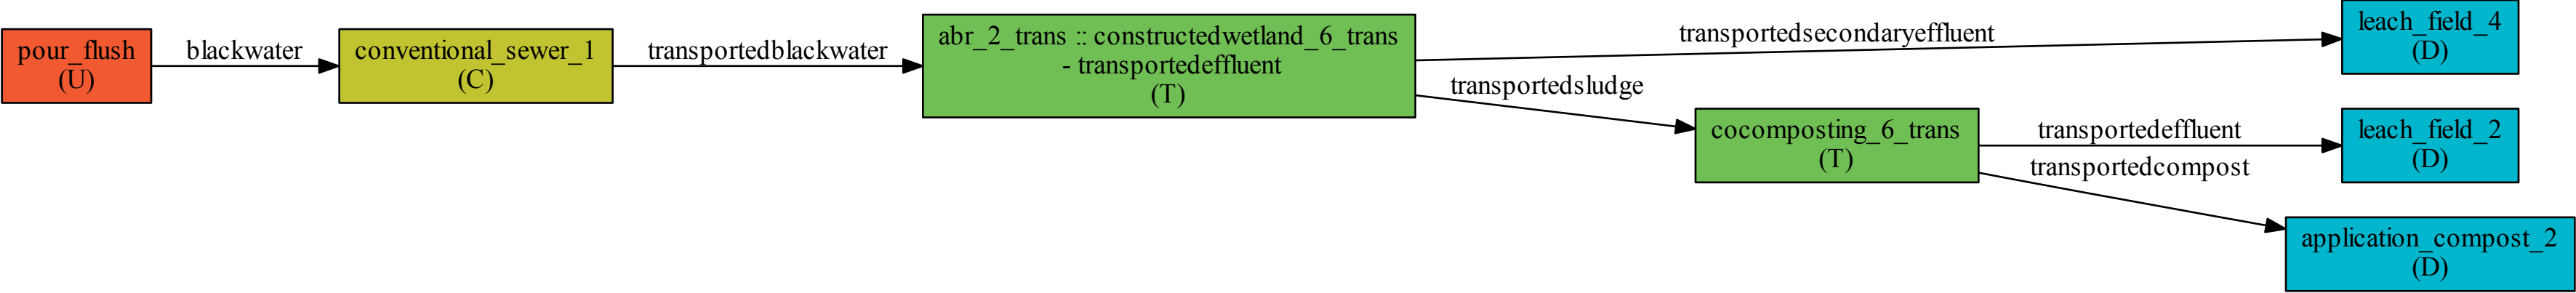 pour_flush
(U)
blackwater
conventional_sewer_1
(C)
transportedblackwater
abr_2_trans :: constructedwetland_6_trans
- transportedeffluent
(T)
transportedsecondaryeffluent
leach_field_4
(D)
transportedsludge
cocomposting_6_trans
(T)
transportedeffluent
leach_field_2
(D)
transportedcompost
application_compost_2
(D)